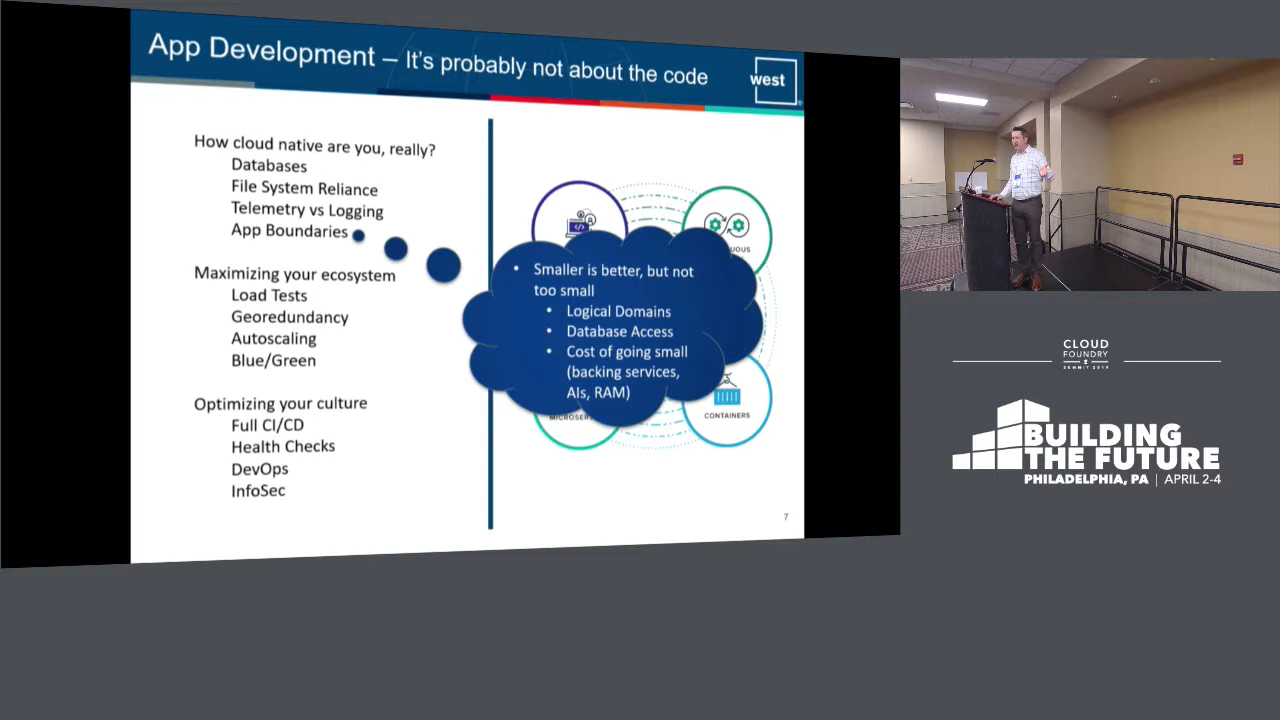 App Development – It's probably not about the code
west
How cloud native are you, really?
Databases
File System Reliance
Telemetry vs Logging
App Boundaries
Maximizing your ecosystem
Load Tests
Georedundancy
Autoscaling
Blue/Green
Optimizing your culture
Full CI/CD
Health Checks
DevOps
InfoSec
• Smaller is better, but not
too small
• Logical Domains
• Database Access
• Cost of going small
(backing services,
AIs, RAM)
CONTAINERS
7
CLOUD
FOUNDRY
SUMMIT 2019
BUILDING
THE FUTURE
PHILADELPHIA, PA | APRIL 2-4